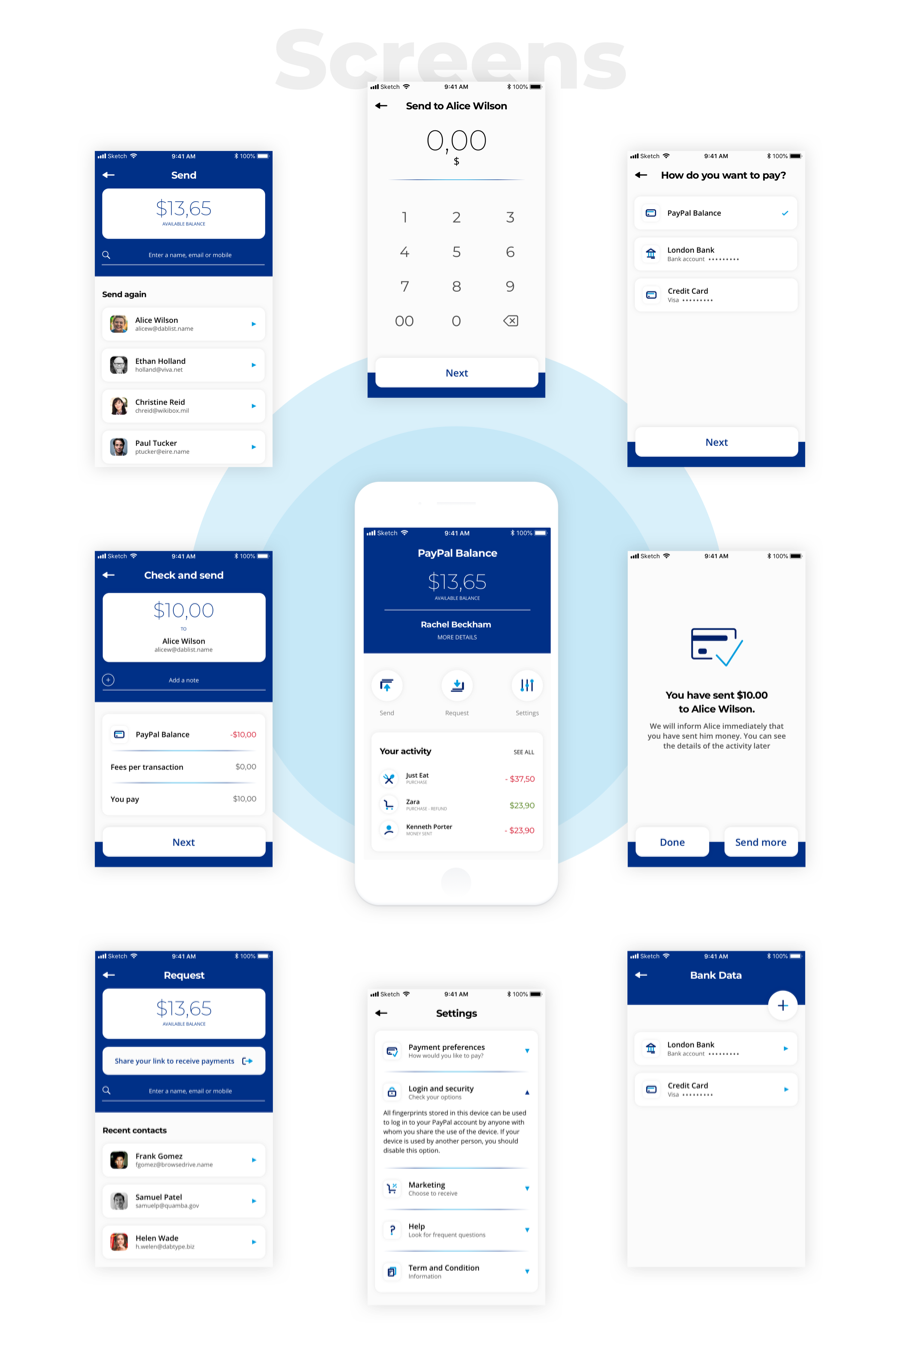 Screens
Sketch 9:41 AM 100%
Send to Alice Wilson
0,00
$
1 2 3
4 5 6
7 8 9
00 0
Next
Sketch 9:41 AM 100%
Send
$13,65
AVAILABLE BALANCE
Enter a name, email or mobile
Send again
Alice Wilson
alicew@dablist.name
Ethan Holland
holland@viva.net
Christine Reid
chreid@wikibox.mil
Paul Tucker
ptucker@eire.name
Sketch 9:41 AM 100%
How do you want to pay?
PayPal Balance
London Bank
Bank account •••••••••
Credit Card
Visa •••••••••
Next
Sketch 9:41 AM 100%
Check and send
$10,00
TO
Alice Wilson
alicew@dablist.name
Add a note
PayPal Balance -$10,00
Fees per transaction $0,00
You pay $10,00
Next
Sketch 9:41 AM 100%
PayPal Balance
$13,65
AVAILABLE BALANCE
Rachel Beckham
MORE DETAILS
Send Request Settings
Your activity SEE ALL
Just Eat - $37,50
PURCHASE
Zara $23,90
PURCHASE - REFUND
Kenneth Porter - $23,90
MONEY SENT
Sketch 9:41 AM 100%
You have sent $10.00
to Alice Wilson.
We will inform Alice immediately that
you have sent him money. You can see
the details of the activity later
Done Send more
Sketch 9:41 AM 100%
Request
$13,65
AVAILABLE BALANCE
Share your link to receive payments
Enter a name, email or mobile
Recent contacts
Frank Gomez
fgomez@browsedrive.name
Samuel Patel
samuelp@quamba.gov
Helen Wade
h.welen@dabtype.biz
Sketch 9:41 AM 100%
Settings
Payment preferences
How would you like to pay?
Login and security
Check your options
All fingerprints stored in this device can be used
to log in to your PayPal account by anyone with
whom you share the use of the device. If your
device is used by another person, you should
disable this option.
Marketing
Choose to receive
Help
Look for frequent questions
Term and Condition
Information
Sketch 9:41 AM 100%
Bank Data
+
London Bank
Bank account •••••••••
Credit Card
Visa •••••••••